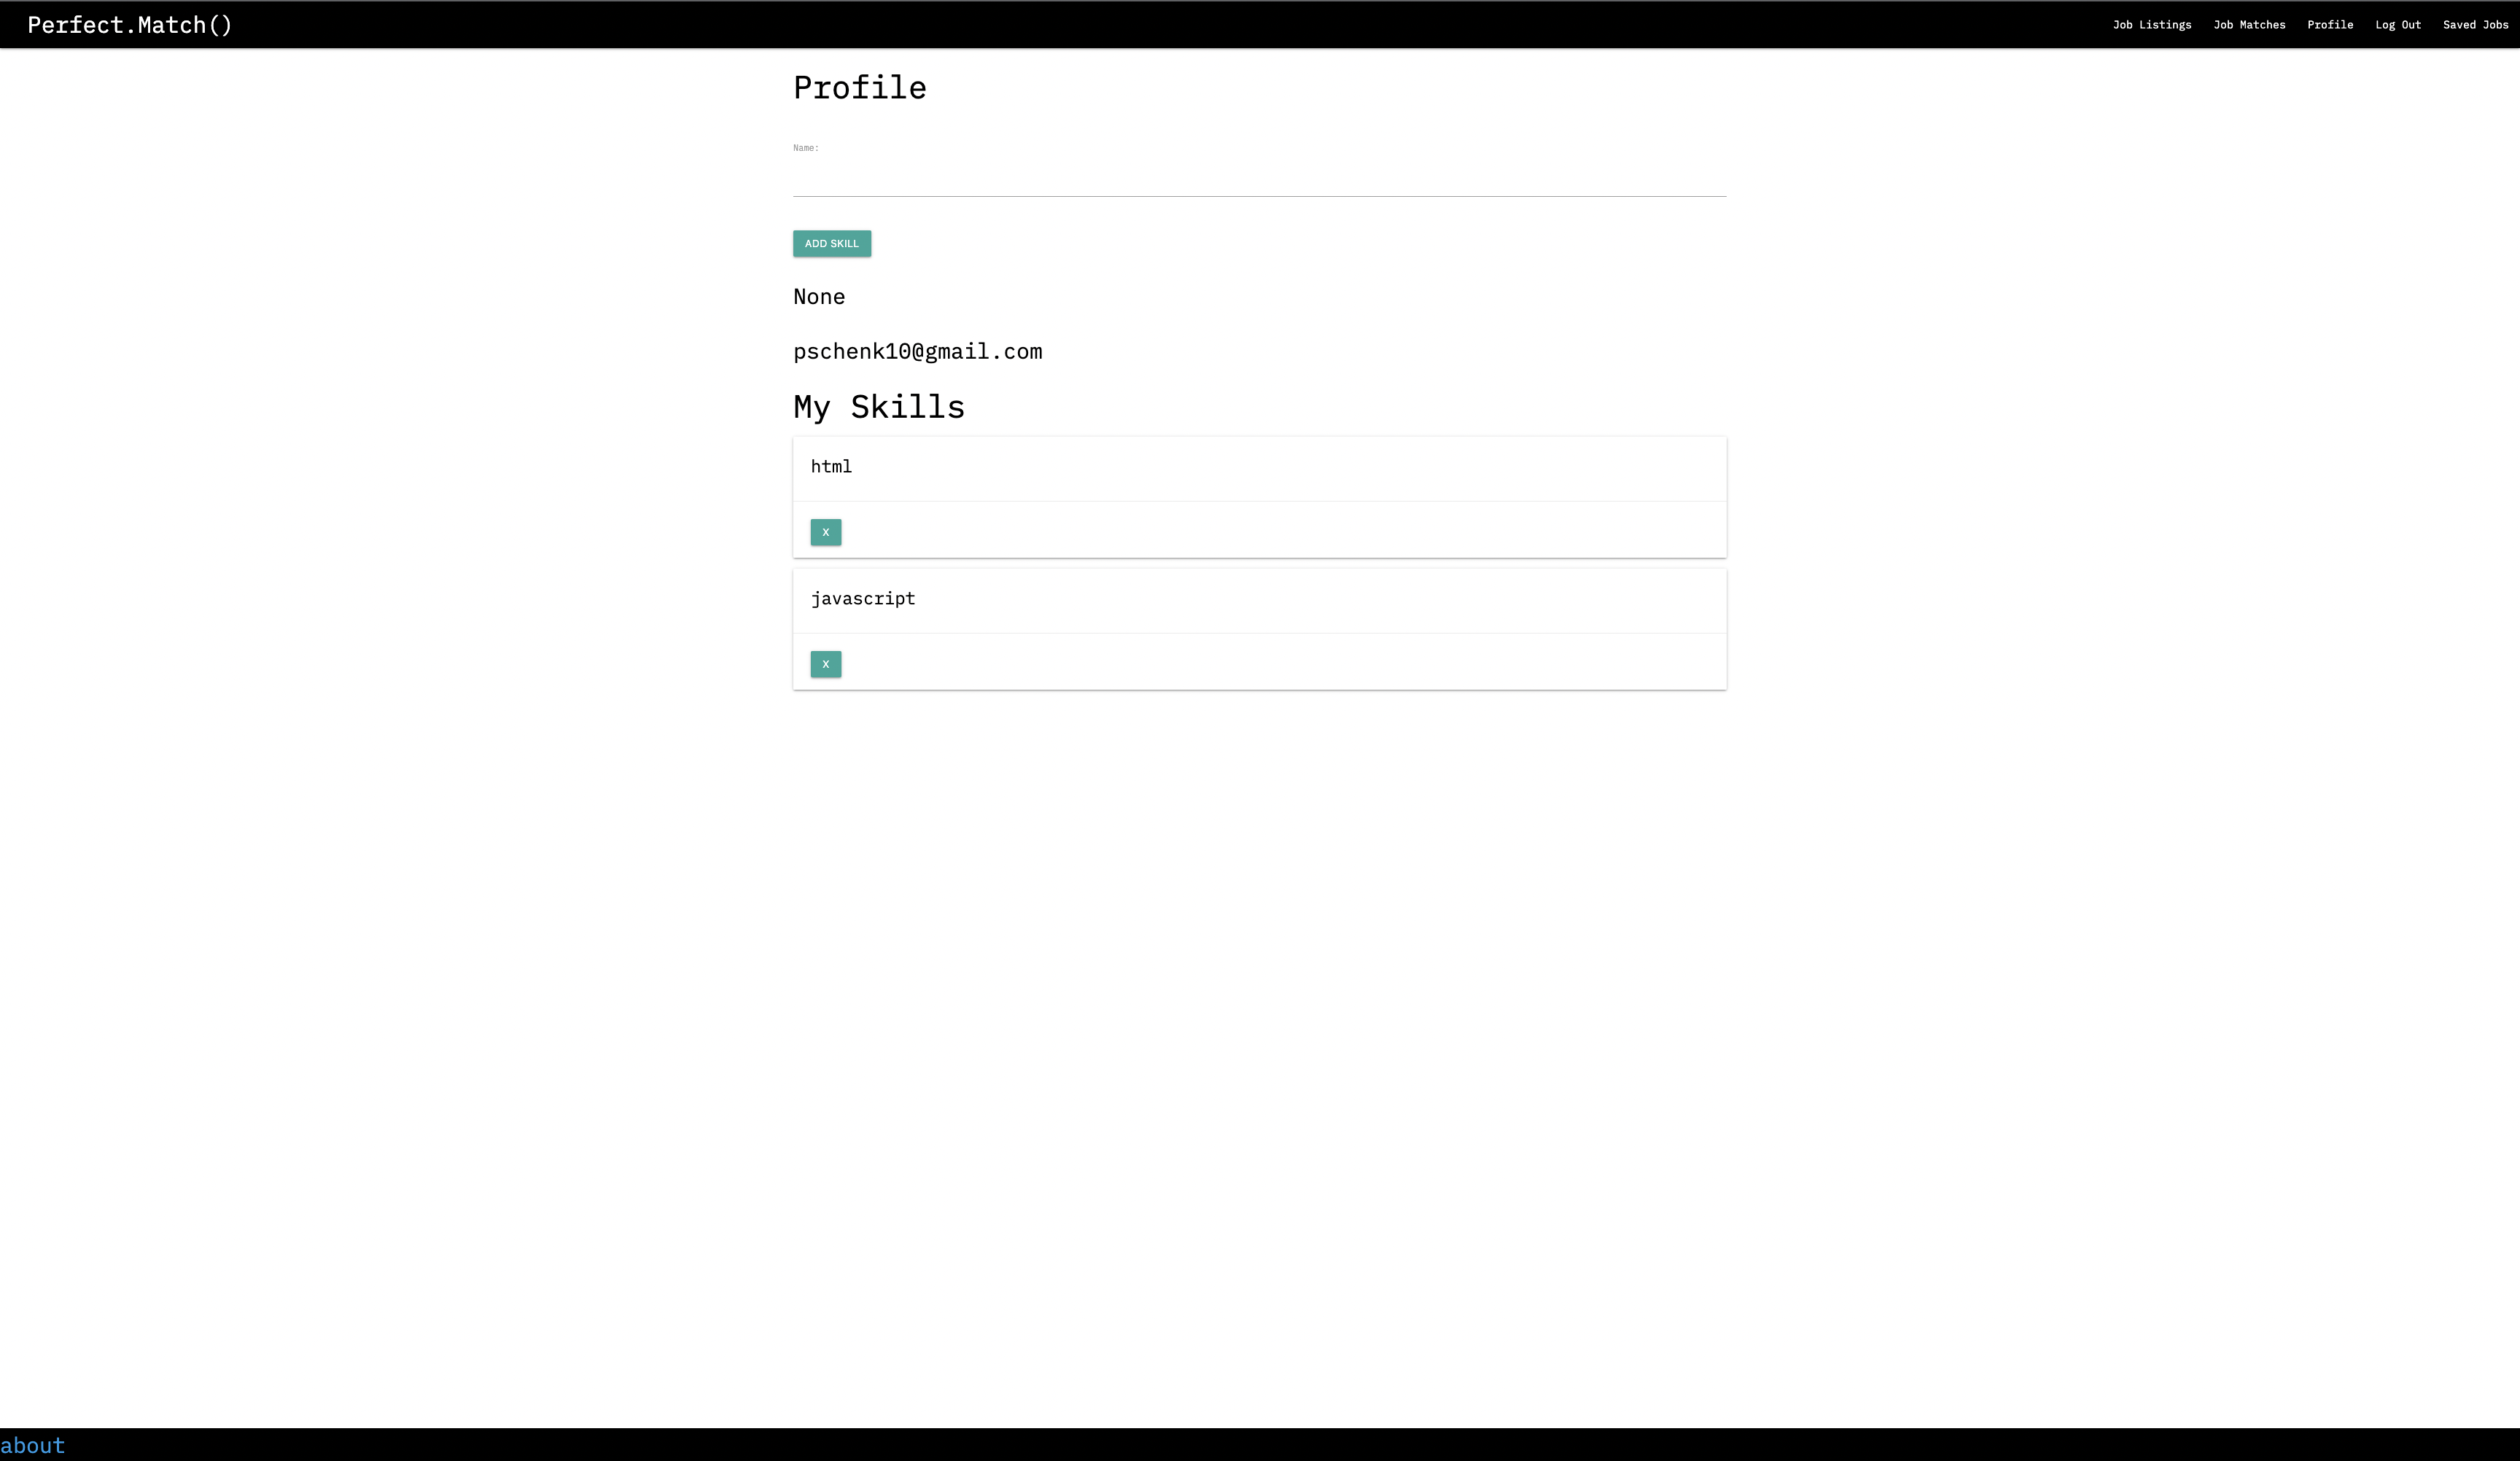 Perfect.Match()
Job Listings Job Matches Profile Log Out Saved Jobs
Profile
Name:
ADD SKILL
None
pschenk10@gmail.com
My Skills
html
X
javascript
X
about